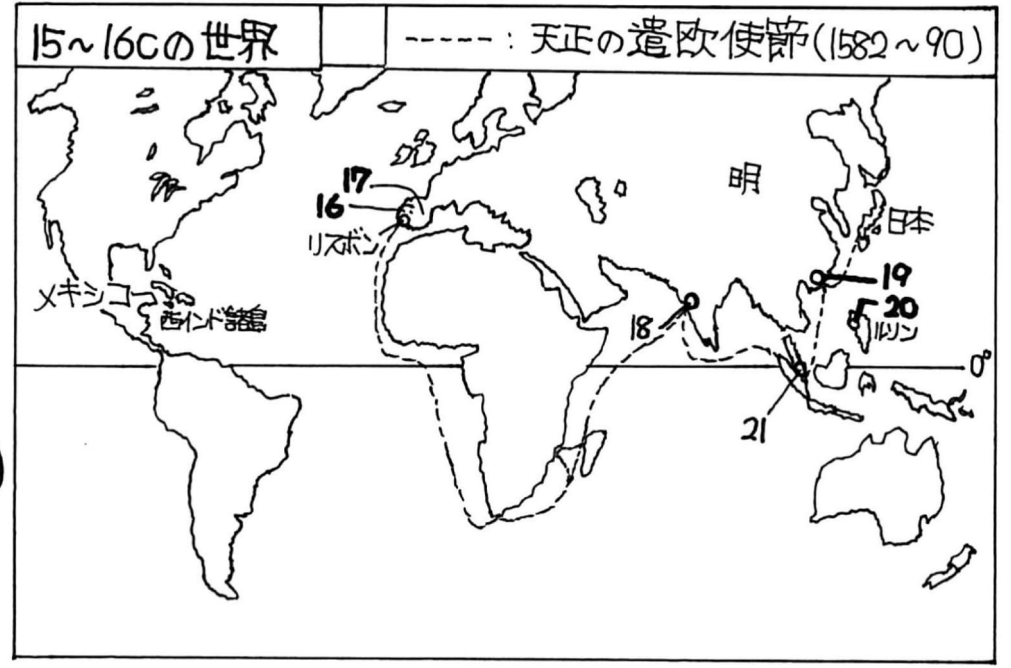 15～16Cの世界
-----：天正の遣欧使節(1582～90)
明
17
16
リスボン
日本
メキシコ
西インド諸島
18
19
20
ルソン
0°
21